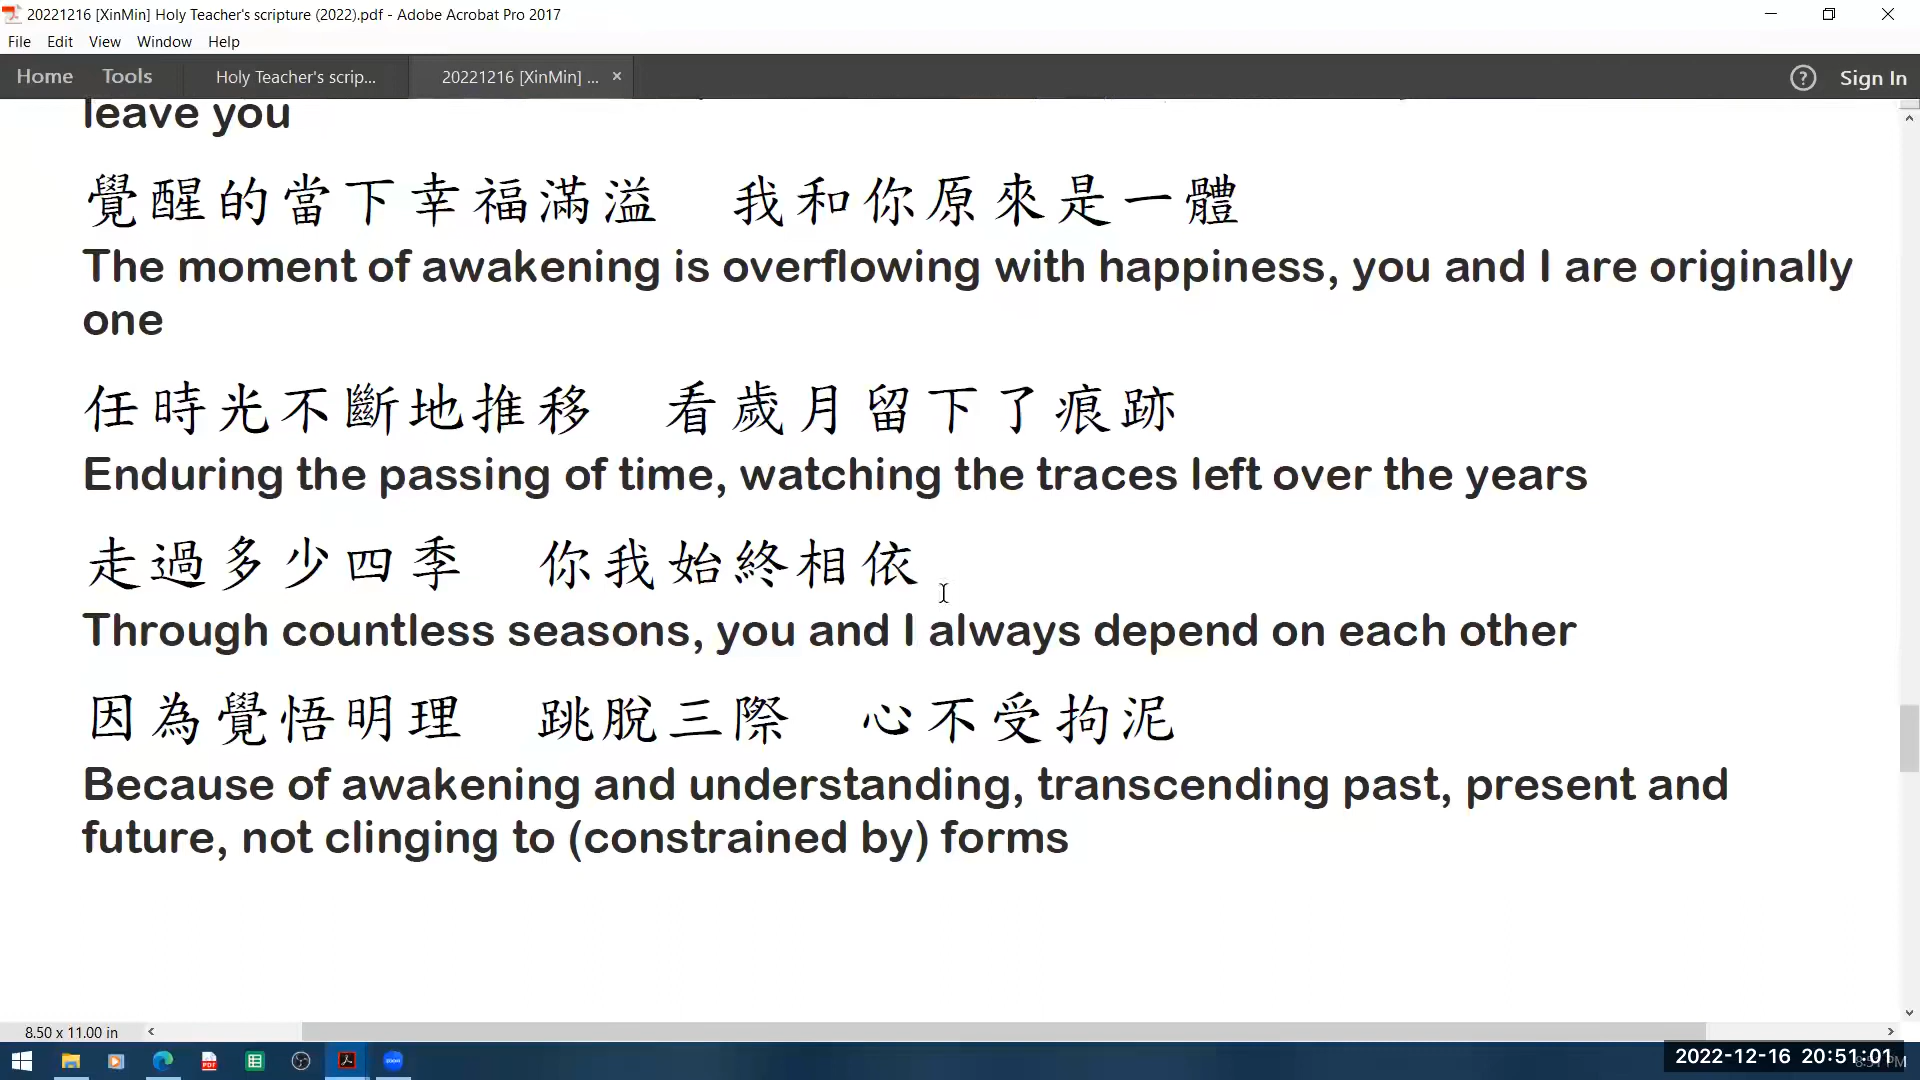 20221216 [XinMin] Holy Teacher's scripture (2022).pdf - Adobe Acrobat Pro 2017
File Edit View Window Help
Home Tools Holy Teacher's scrip... 20221216 [XinMin] ... × ? Sign In
leave you
覺醒的當下幸福滿溢 我和你原來是一體
The moment of awakening is overflowing with happiness, you and I are originally
one
任時光不斷地推移 看歲月留下了痕跡
Enduring the passing of time, watching the traces left over the years
走過多少四季 你我始終相依
Through countless seasons, you and I always depend on each other
因為覺悟明理 跳脫三際 心不受拘泥
Because of awakening and understanding, transcending past, present and
future, not clinging to (constrained by) forms
8.50 x 11.00 in
2022-12-16 20:51:01